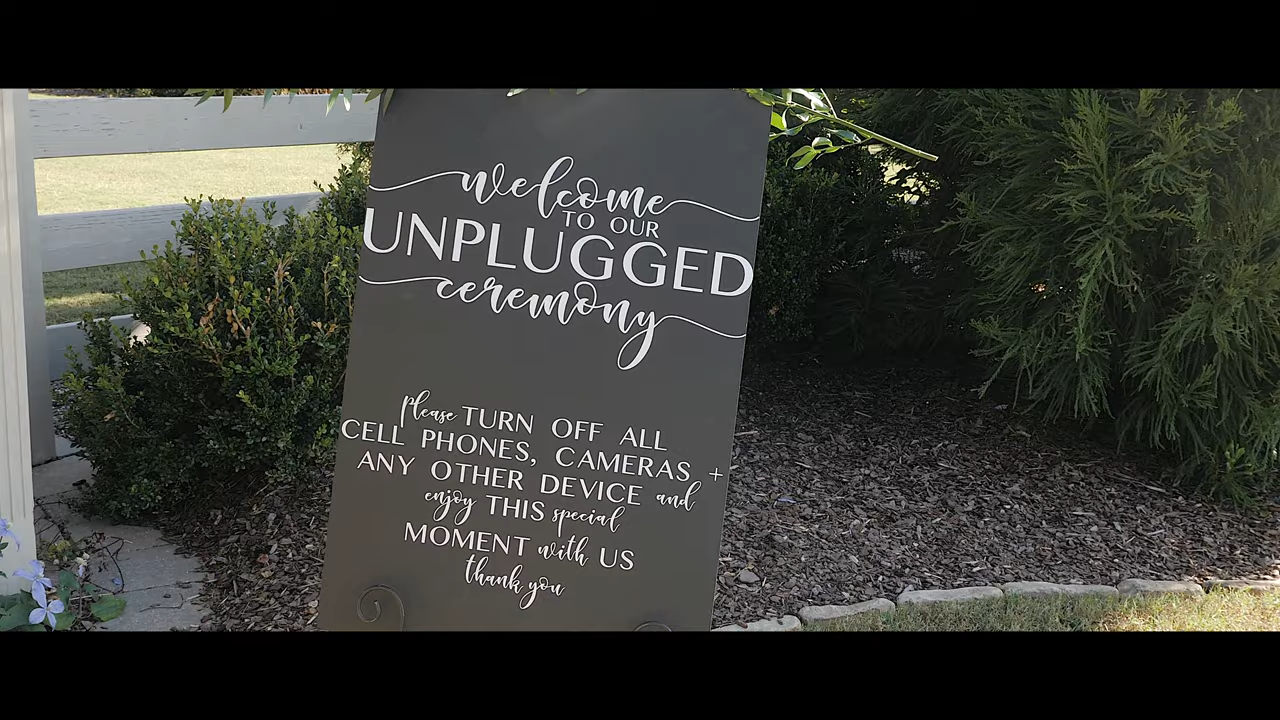 welcome
TO OUR
UNPLUGGED
ceremony
please TURN OFF ALL
CELL PHONES, CAMERAS +
ANY OTHER DEVICE and
enjoy THIS special
MOMENT with US
thank you